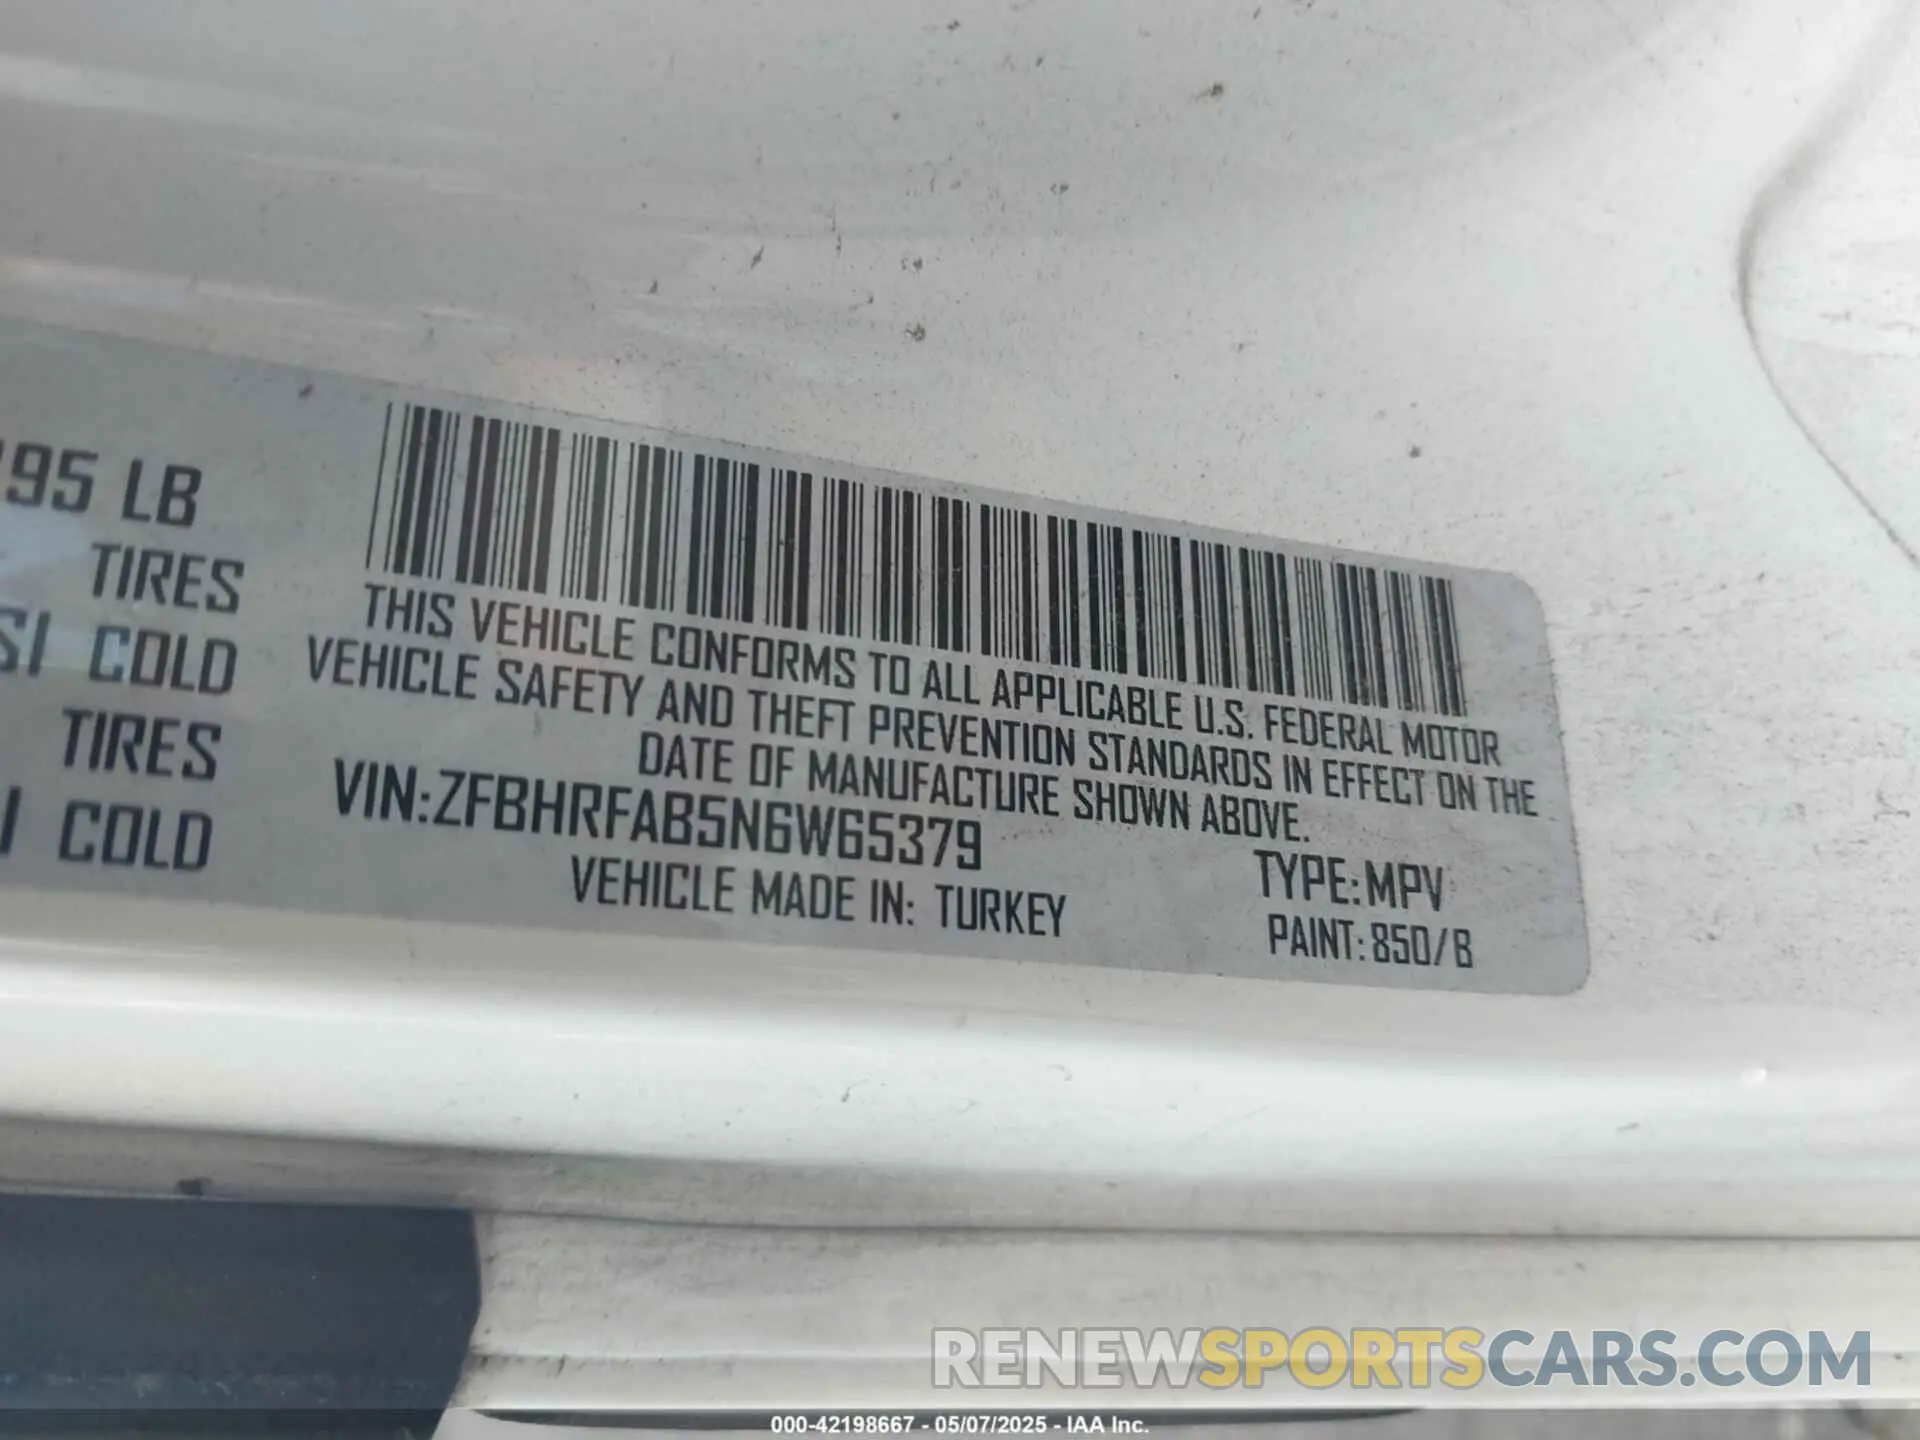 95 LB
TIRES
SI COLD
TIRES
COLD
THIS VEHICLE CONFORMS TO ALL APPLICABLE U.S. FEDERAL MOTOR
VEHICLE SAFETY AND THEFT PREVENTION STANDARDS IN EFFECT ON THE
DATE OF MANUFACTURE SHOWN ABOVE.
VIN:ZFBHRFAB5N6W65379
TYPE:MPV
VEHICLE MADE IN: TURKEY
PAINT:850/B
RENEWSPORTSCARS.COM
000-42198667 - 05/07/2025 - IAA Inc.